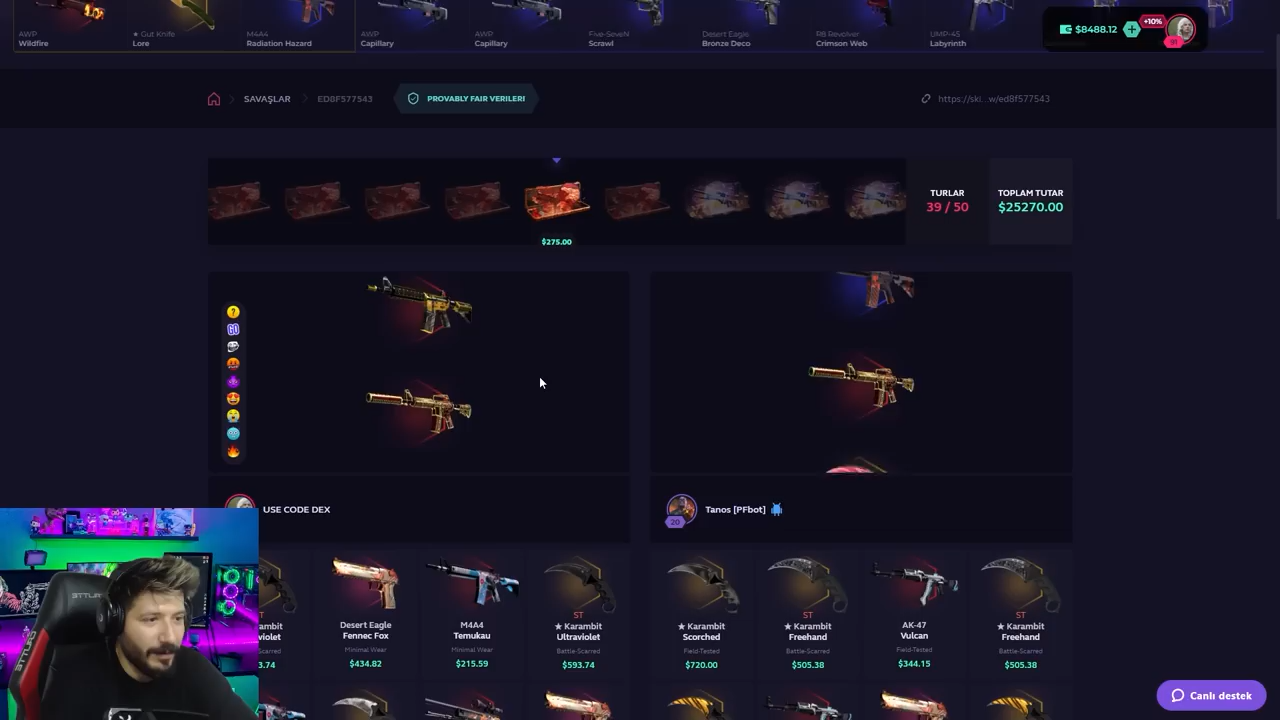 AWP
Wildfire
★ Gut Knife
Lore
M4A4
Radiation Hazard
AWP
Capillary
AWP
Capillary
Five-SeveN
Scrawl
Desert Eagle
Bronze Deco
R8 Revolver
Crimson Web
UMP-45
Labyrinth
$8488.12
+10%
SAVAŞLAR
ED8F577543
PROVABLY FAIR VERILERI
https://ski...w/ed8f577543
$275.00
TURLAR
39 / 50
TOPLAM TUTAR
$25270.00
USE CODE DEX
20
Tanos [PFbot]
Desert Eagle
Fennec Fox
Minimal Wear
$434.82
M4A4
Temukau
Minimal Wear
$215.59
ST
★ Karambit
Ultraviolet
Battle-Scarred
$593.74
★ Karambit
Scorched
Field-Tested
$720.00
ST
★ Karambit
Freehand
Battle-Scarred
$505.38
AK-47
Vulcan
Field-Tested
$344.15
ST
★ Karambit
Freehand
Battle-Scarred
$505.38
Canlı destek